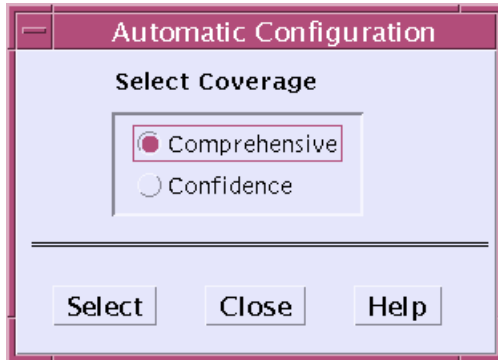 Automatic Configuration
Select Coverage
Comprehensive
Confidence
Select Close Help